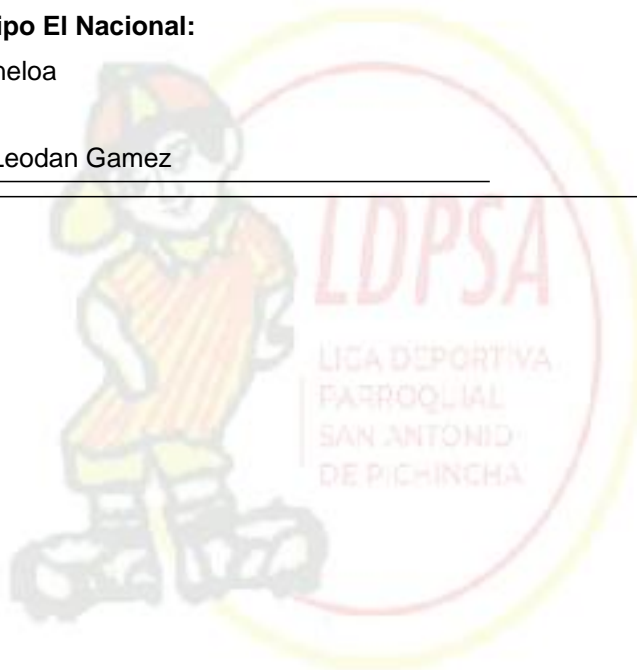 ipo El Nacional:
neloa
Leodan Gamez
LDPSA
LIGA DEPORTIVA
PARROQUIAL
SAN ANTONIO
DE PICHINCHA